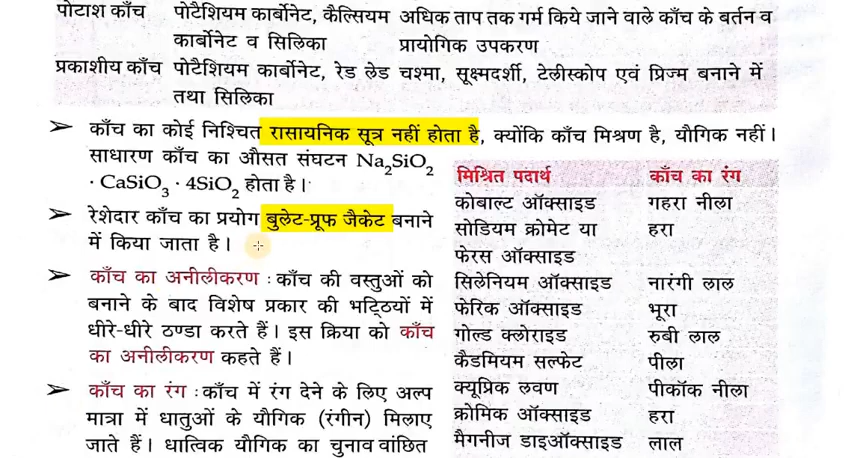 पोटाश काँच पोटैशियम कार्बोनेट, कैल्सियम अधिक ताप तक गर्म किये जाने वाले काँच के बर्तन व
कार्बोनेट व सिलिका प्रायोगिक उपकरण
प्रकाशीय काँच पोटैशियम कार्बोनेट, रेड लेड चश्मा, सूक्ष्मदर्शी, टेलीस्कोप एवं प्रिज्म बनाने में
तथा सिलिका
➢ काँच का कोई निश्चित रासायनिक सूत्र नहीं होता है, क्योंकि काँच मिश्रण है, यौगिक नहीं।
साधारण काँच का औसत संघटन Na₂SiO₂
· CaSiO₃ · 4SiO₂ होता है।
➢ रेशेदार काँच का प्रयोग बुलेट-प्रूफ जैकेट बनाने
में किया जाता है।
➢ काँच का अनीलीकरण : काँच की वस्तुओं को
बनाने के बाद विशेष प्रकार की भट्ठियों में
धीरे-धीरे ठण्डा करते हैं। इस क्रिया को काँच
का अनीलीकरण कहते हैं।
➢ काँच का रंग : काँच में रंग देने के लिए अल्प
मात्रा में धातुओं के यौगिक (रंगीन) मिलाए
जाते हैं। धात्विक यौगिक का चुनाव वांछित
मिश्रित पदार्थ काँच का रंग
कोबाल्ट ऑक्साइड गहरा नीला
सोडियम क्रोमेट या हरा
फेरस ऑक्साइड
सिलेनियम ऑक्साइड नारंगी लाल
फेरिक ऑक्साइड भूरा
गोल्ड क्लोराइड रुबी लाल
कैडमियम सल्फेट पीला
क्यूप्रिक लवण पीकॉक नीला
क्रोमिक ऑक्साइड हरा
मैगनीज डाइऑक्साइड लाल